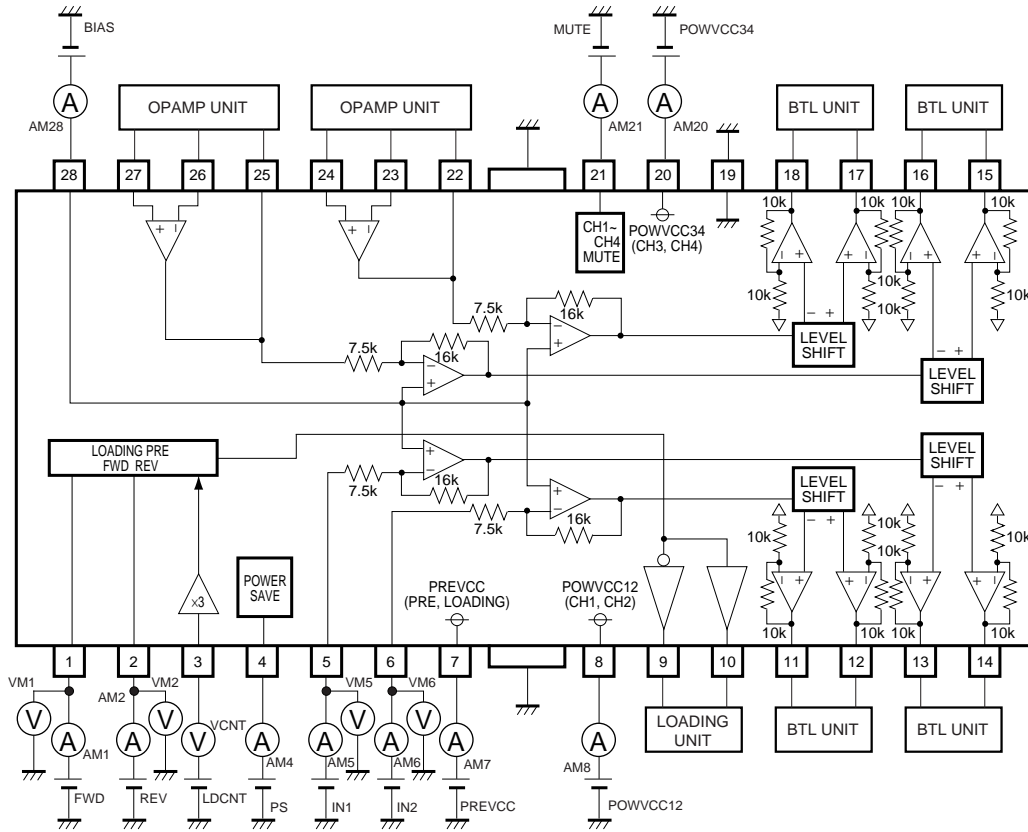 BIAS
MUTE
POWVCC34
A
OPAMP UNIT
OPAMP UNIT
A
A
BTL UNIT
BTL UNIT
AM28
AM21
AM20
28
27
26
25
24
23
22
21
20
19
18
17
16
15
+ −
+ −
CH1~
CH4
MUTE
POWVCC34
(CH3, CH4)
10k
10k
10k
10k
− +
− +
− +
− +
10k
10k
10k
10k
7.5k
16k
− +
− +
7.5k
16k
−
+
LEVEL
SHIFT
−
+
LEVEL
SHIFT
LOADING PRE
FWD REV
+
−
LEVEL
SHIFT
7.5k
16k
+
−
LEVEL
SHIFT
− +
− +
7.5k
16k
10k
10k
10k
10k
POWER
SAVE
×3
PREVCC
(PRE, LOADING)
POWVCC12
(CH1, CH2)
− +
+ −
− +
+ −
10k
10k
10k
10k
1
2
3
4
5
6
7
8
9
10
11
12
13
14
VM1
AM2
VM2
VM5
VM6
V
A
A
V
VCNT
V
A
A
V
A
V
A
LOADING
UNIT
BTL UNIT
BTL UNIT
A
AM1
AM4
AM5
AM6
AM7
AM8
FWD
REV
LDCNT
PS
IN1
IN2
PREVCC
POWVCC12